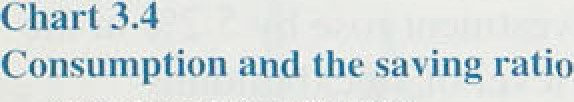 Chart 3.4
Consumption and the saving ratio